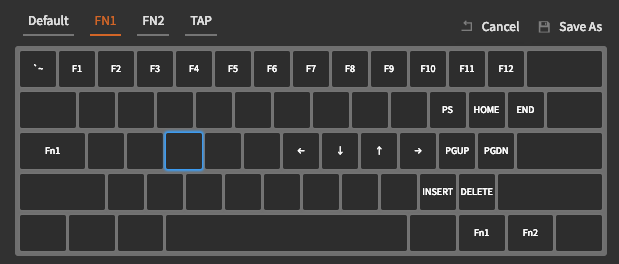 Default FN1 FN2 TAP Cancel Save As
`~ F1 F2 F3 F4 F5 F6 F7 F8 F9 F10 F11 F12
PS HOME END
Fn1 ← ↓ ↑ → PGUP PGDN
INSERT DELETE
Fn1 Fn2